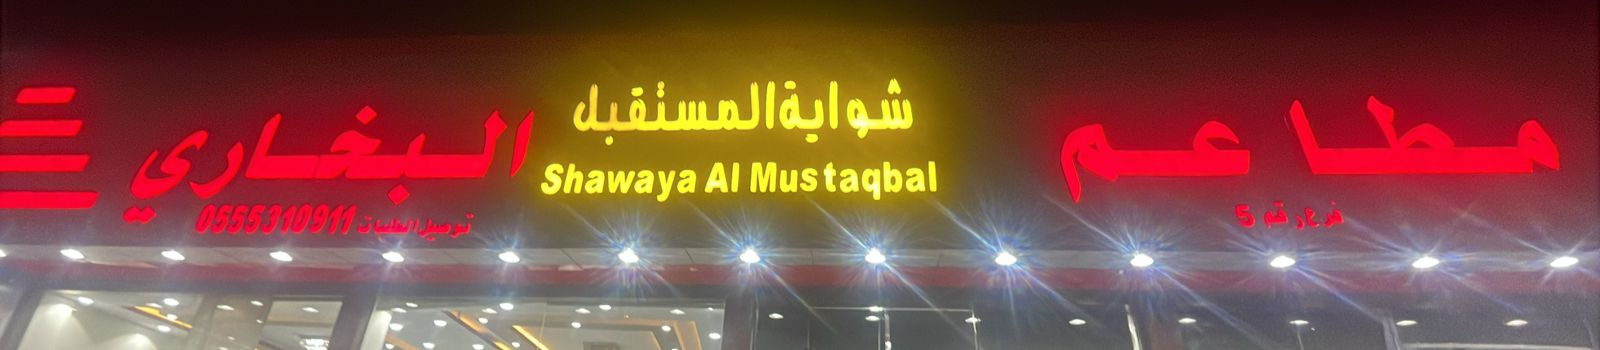 مطاعم
فرع رقم 5
شواية المستقبل
Shawaya Al Mustaqbal
البخاري
توصيل الطلبات 0555310911